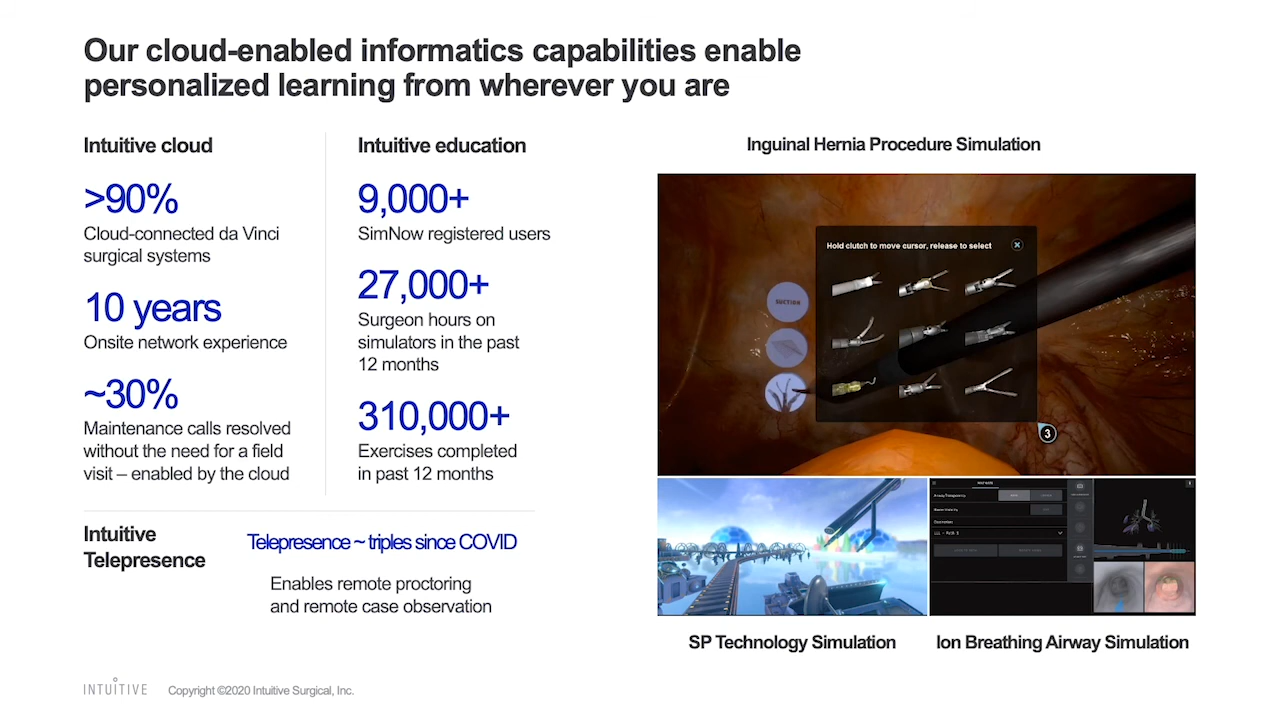 Our cloud-enabled informatics capabilities enable
personalized learning from wherever you are
Intuitive cloud
>90%
Cloud-connected da Vinci
surgical systems
10 years
Onsite network experience
~30%
Maintenance calls resolved
without the need for a field
visit – enabled by the cloud
Intuitive education
9,000+
SimNow registered users
27,000+
Surgeon hours on
simulators in the past
12 months
310,000+
Exercises completed
in past 12 months
Intuitive
Telepresence
Telepresence ~ triples since COVID
Enables remote proctoring
and remote case observation
Inguinal Hernia Procedure Simulation
Hold clutch to move cursor, release to select
SUCTION
3
SP Technology Simulation
Ion Breathing Airway Simulation
INTUITIVE
Copyright ©2020 Intuitive Surgical, Inc.